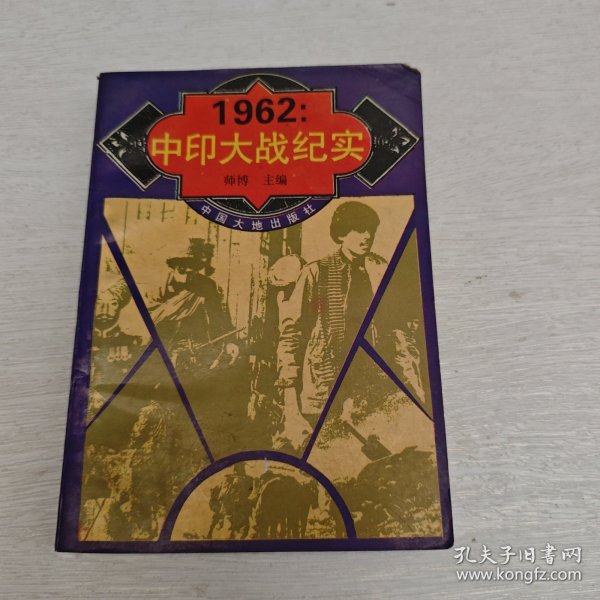 1962:
中印大战纪实
师博 主编
中国大地出版社
孔夫子旧书网
www.kongfz.com